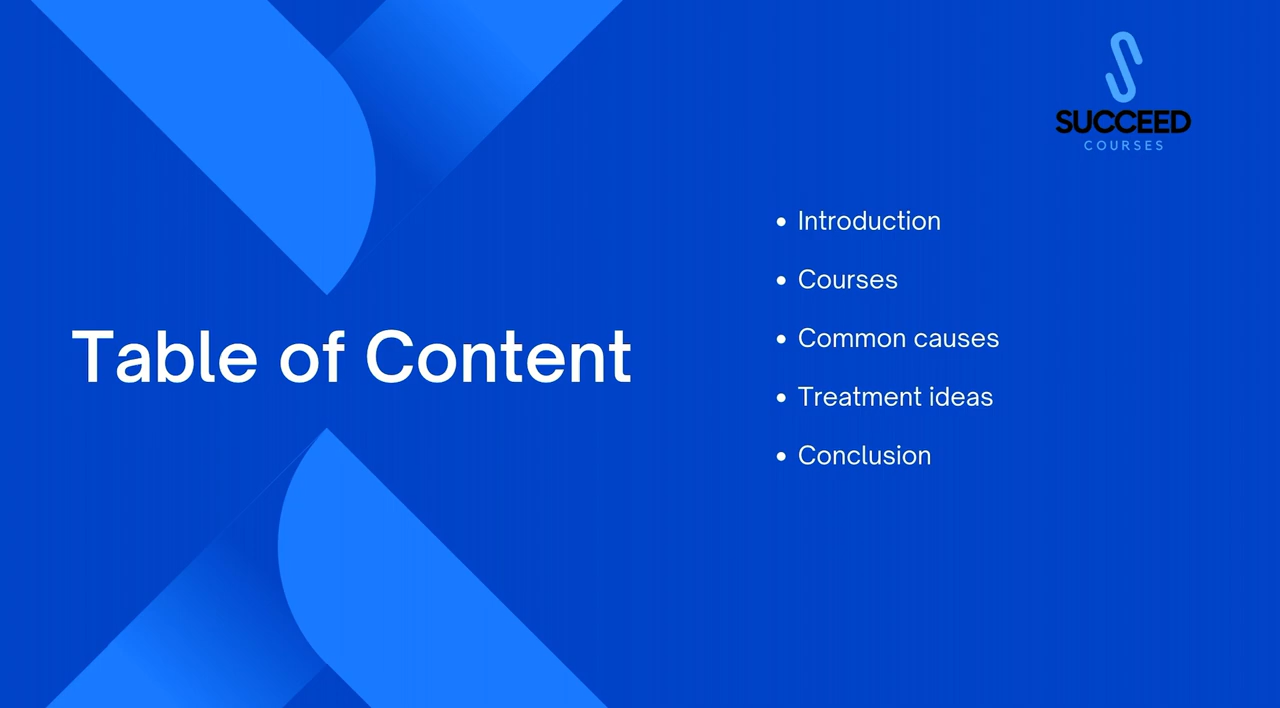 SUCCEED
COURSES
Table of Content
Introduction
Courses
Common causes
Treatment ideas
Conclusion